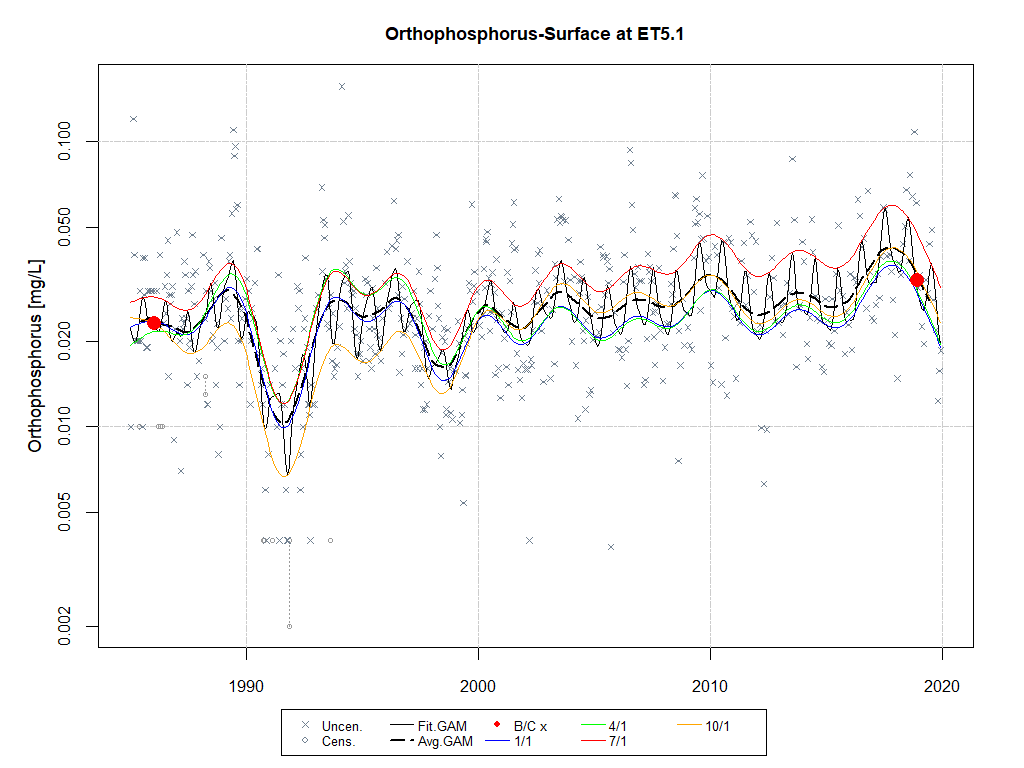 Orthophosphorus-Surface at ET5.1
Orthophosphorus [mg/L]
0.100
0.050
0.020
0.010
0.005
0.002
1990 2000 2010 2020
Uncen. Fit.GAM B/C x 4/1 10/1
Cens. Avg.GAM 1/1 7/1